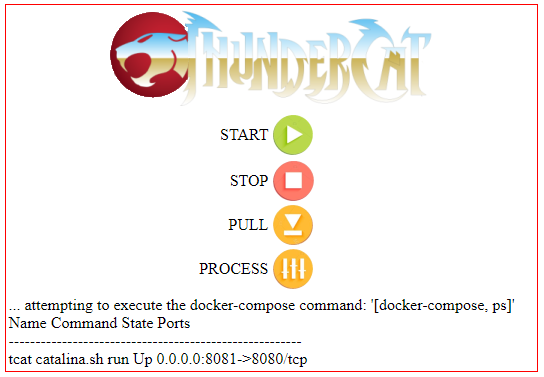 THUNDERCAT
START
STOP
PULL
PROCESS
... attempting to execute the docker-compose command: '[docker-compose, ps]'
Name Command State Ports
------------------------------------------------------
tcat catalina.sh run Up 0.0.0.0:8081->8080/tcp